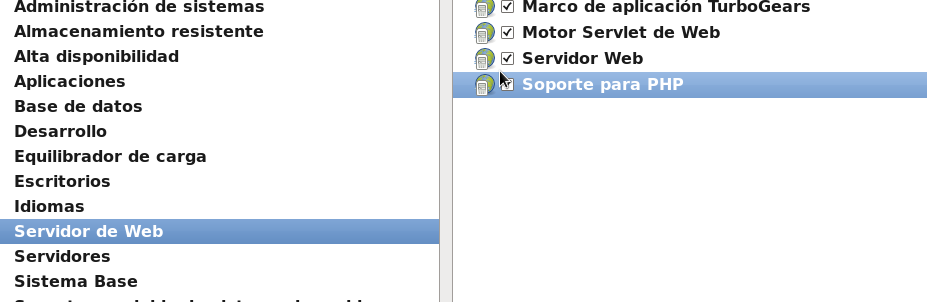 Administración de sistemas
Almacenamiento resistente
Alta disponibilidad
Aplicaciones
Base de datos
Desarrollo
Equilibrador de carga
Escritorios
Idiomas
Servidor de Web
Servidores
Sistema Base
Marco de aplicación TurboGears
Motor Servlet de Web
Servidor Web
Soporte para PHP